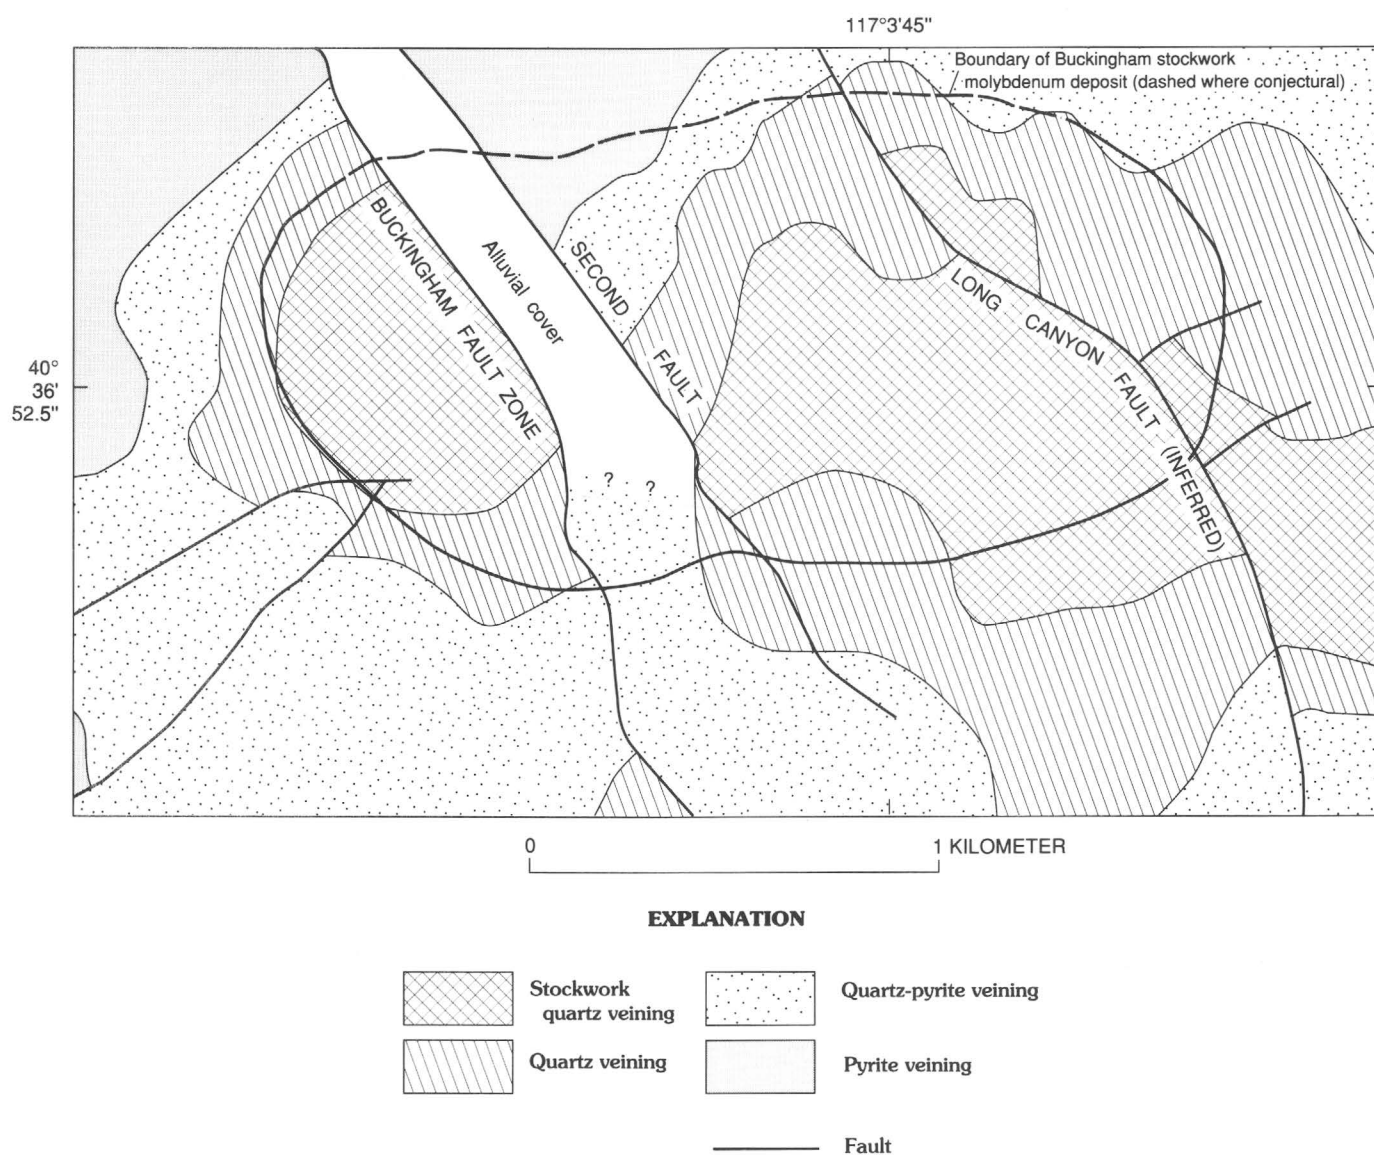 117°3'45"
Boundary of Buckingham stockwork
molybdenum deposit (dashed where conjectural)
BUCKINGHAM FAULT ZONE
Alluvial cover
SECOND FAULT
LONG CANYON FAULT (INFERRED)
40°
36'
52.5"
? ?
0 1 KILOMETER
EXPLANATION
Stockwork
quartz veining
Quartz-pyrite veining
Quartz veining
Pyrite veining
Fault